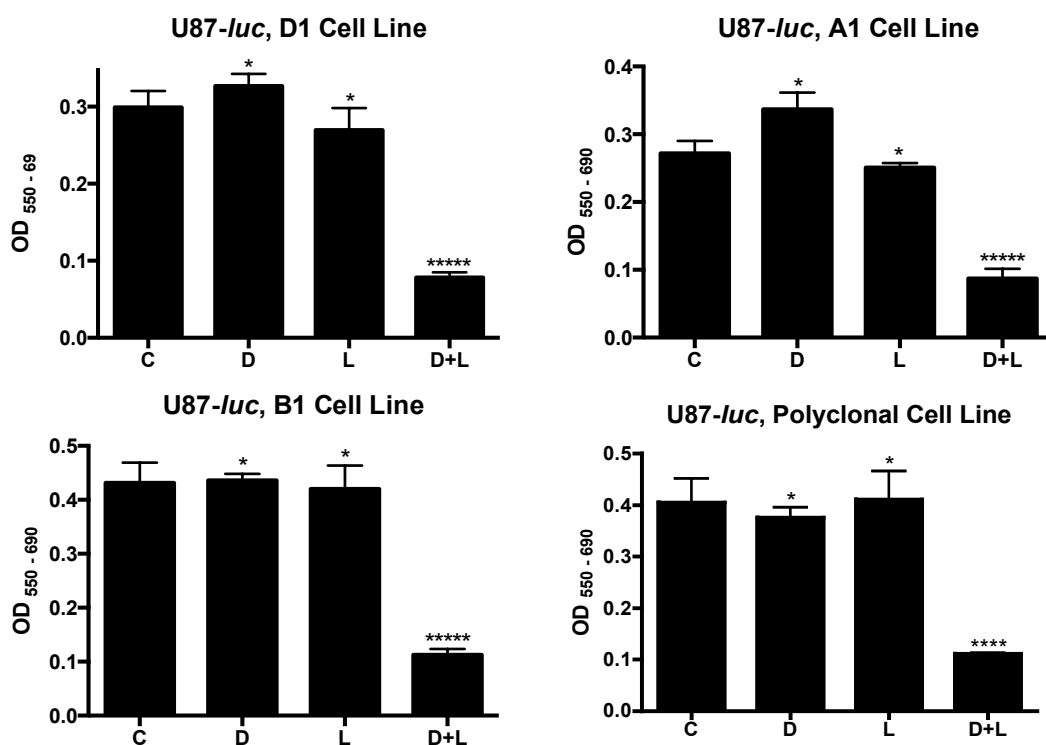 U87-luc, D1 Cell Line
OD 550 - 69
0.3
0.2
0.1
0.0
*
*
*****
C D L D+L
U87-luc, A1 Cell Line
OD 550 - 690
0.4
0.3
0.2
0.1
0.0
*
*
*****
C D L D+L
U87-luc, B1 Cell Line
OD 550 - 690
0.5
0.4
0.3
0.2
0.1
0.0
*
*
*****
C D L D+L
U87-luc, Polyclonal Cell Line
OD 550 - 690
0.5
0.4
0.3
0.2
0.1
0.0
*
*
****
C D L D+L